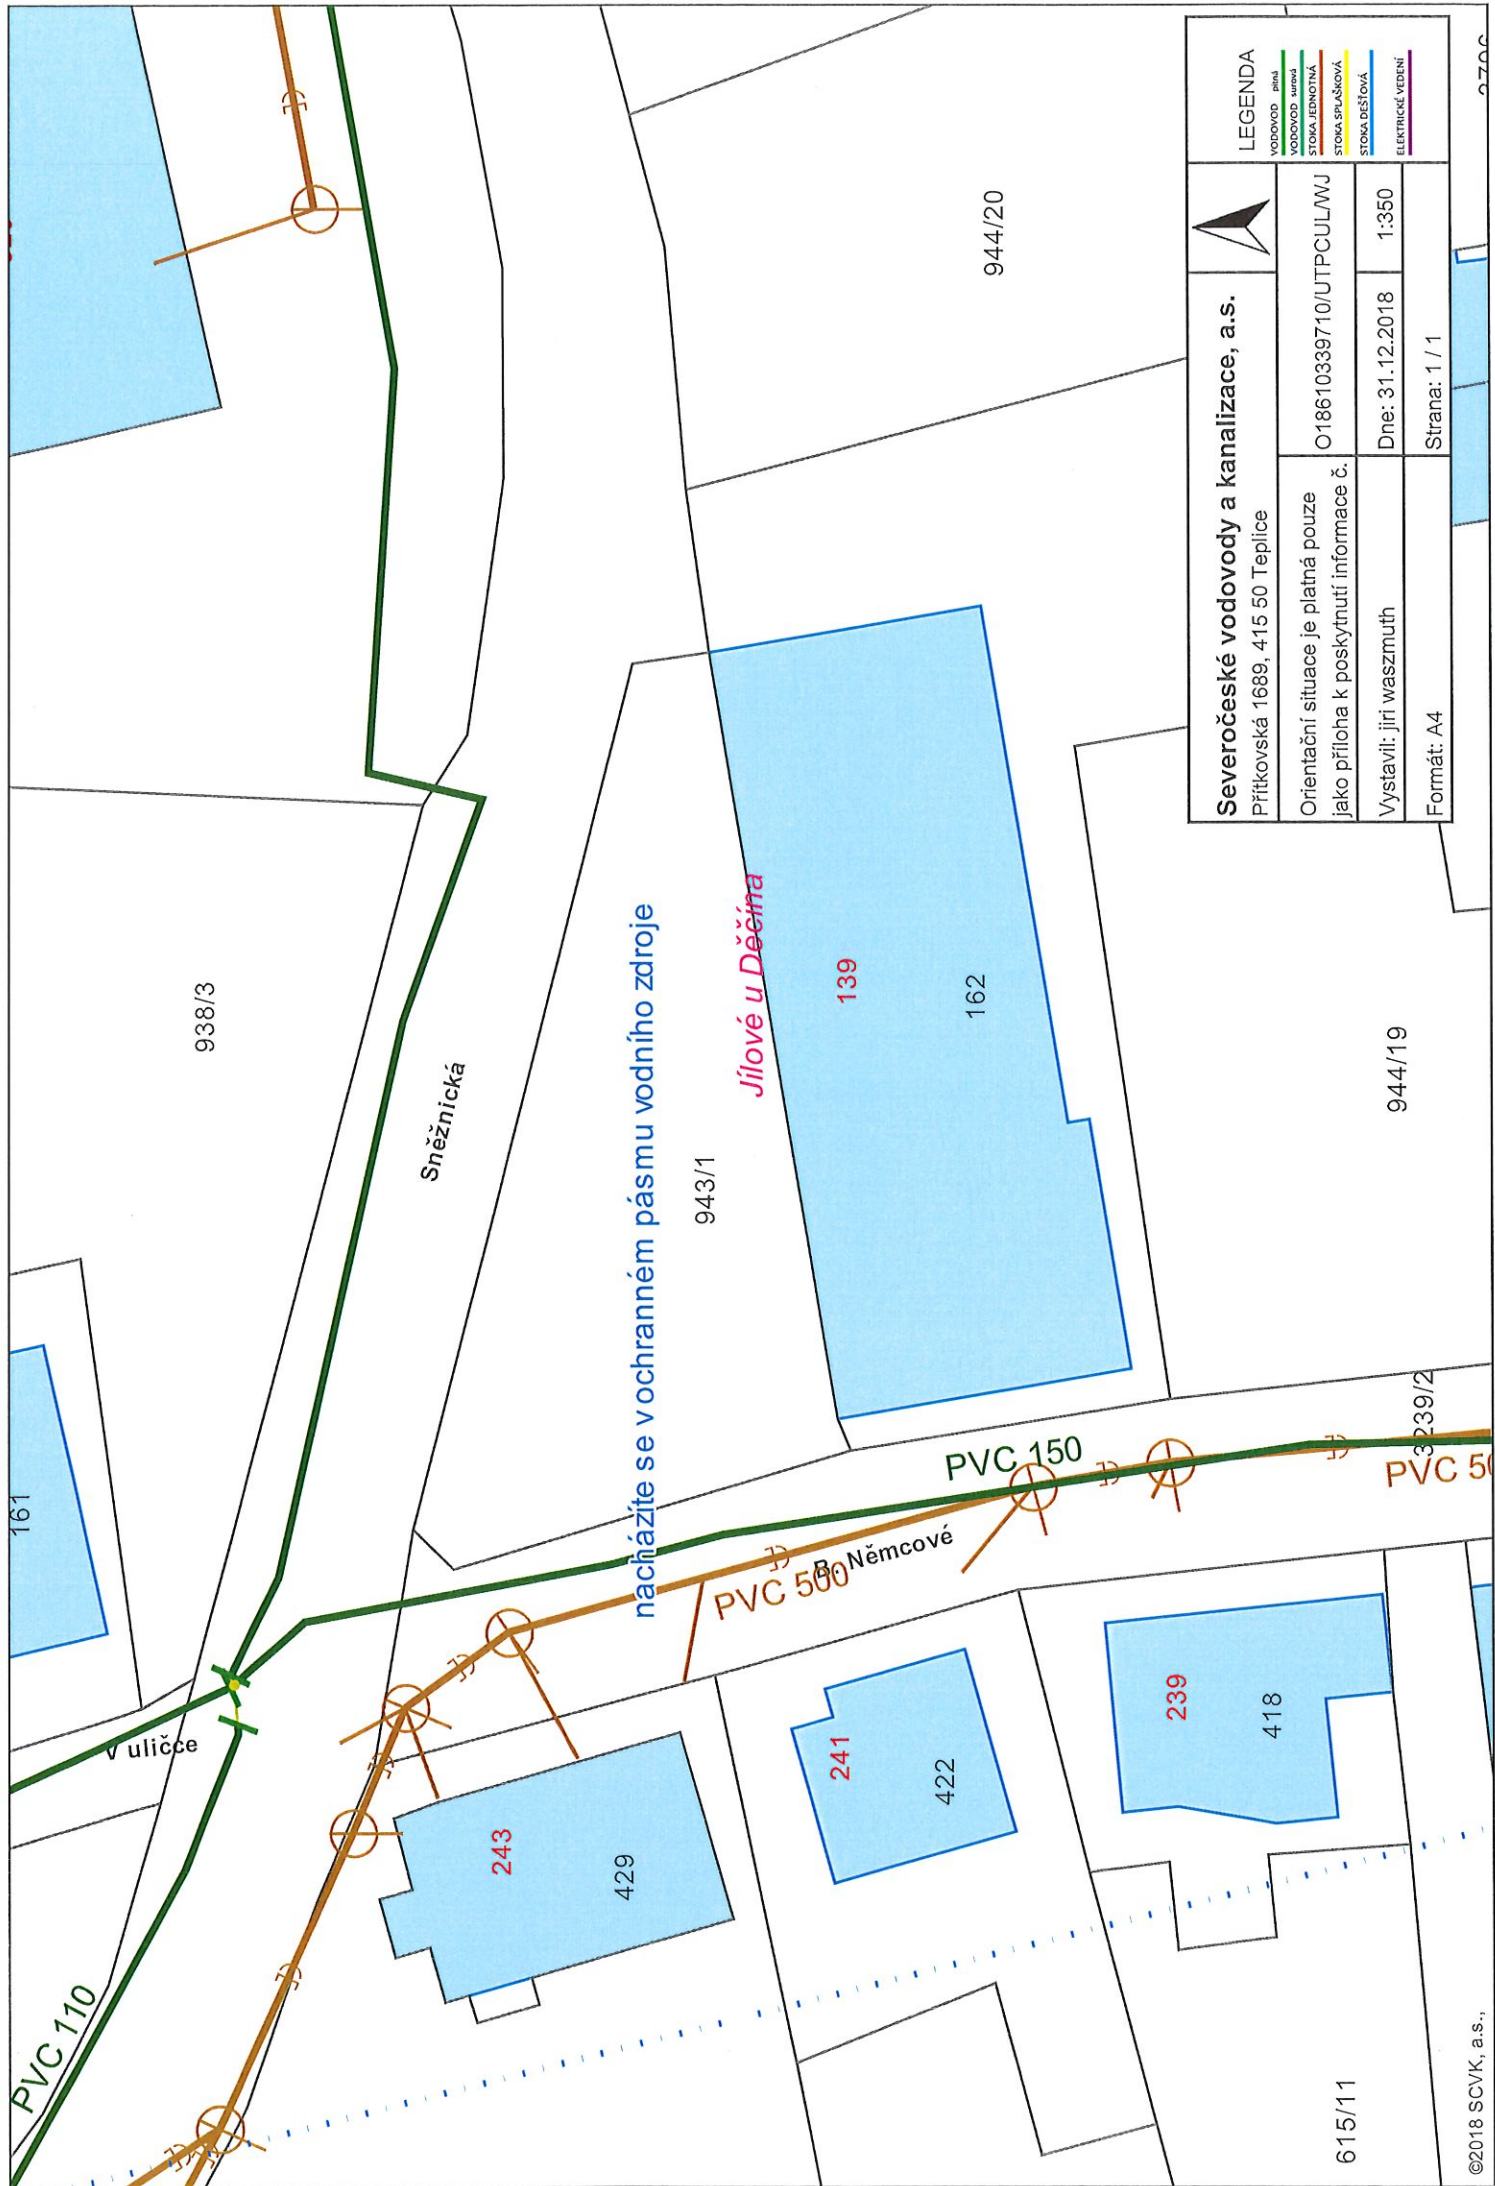 PVC 110
V uličce
161
938/3
Sněžnická
nacházíte se v ochranném pásmu vodního zdroje
943/1
Jílové u Děčína
139
162
944/20
944/19
PVC 150
PVC 500
B. Němcové
3239/2
PVC 50
243
429
241
422
239
418
615/11
©2018 SCVK, a.s.,
Severočeské vodovody a kanalizace, a.s.
Přítkovská 1689, 415 50 Teplice
Orientační situace je platná pouze
jako příloha k poskytnutí informace č.
O18610339710/UTPCUL/WJ
Vystavil: jiri waszmuth
Dne: 31.12.2018
1:350
Formát: A4
Strana: 1 / 1
LEGENDA
VODOVOD pitná
VODOVOD surová
STOKA JEDNOTNÁ
STOKA SPLAŠKOVÁ
STOKA DEŠŤOVÁ
ELEKTRICKÉ VEDENÍ